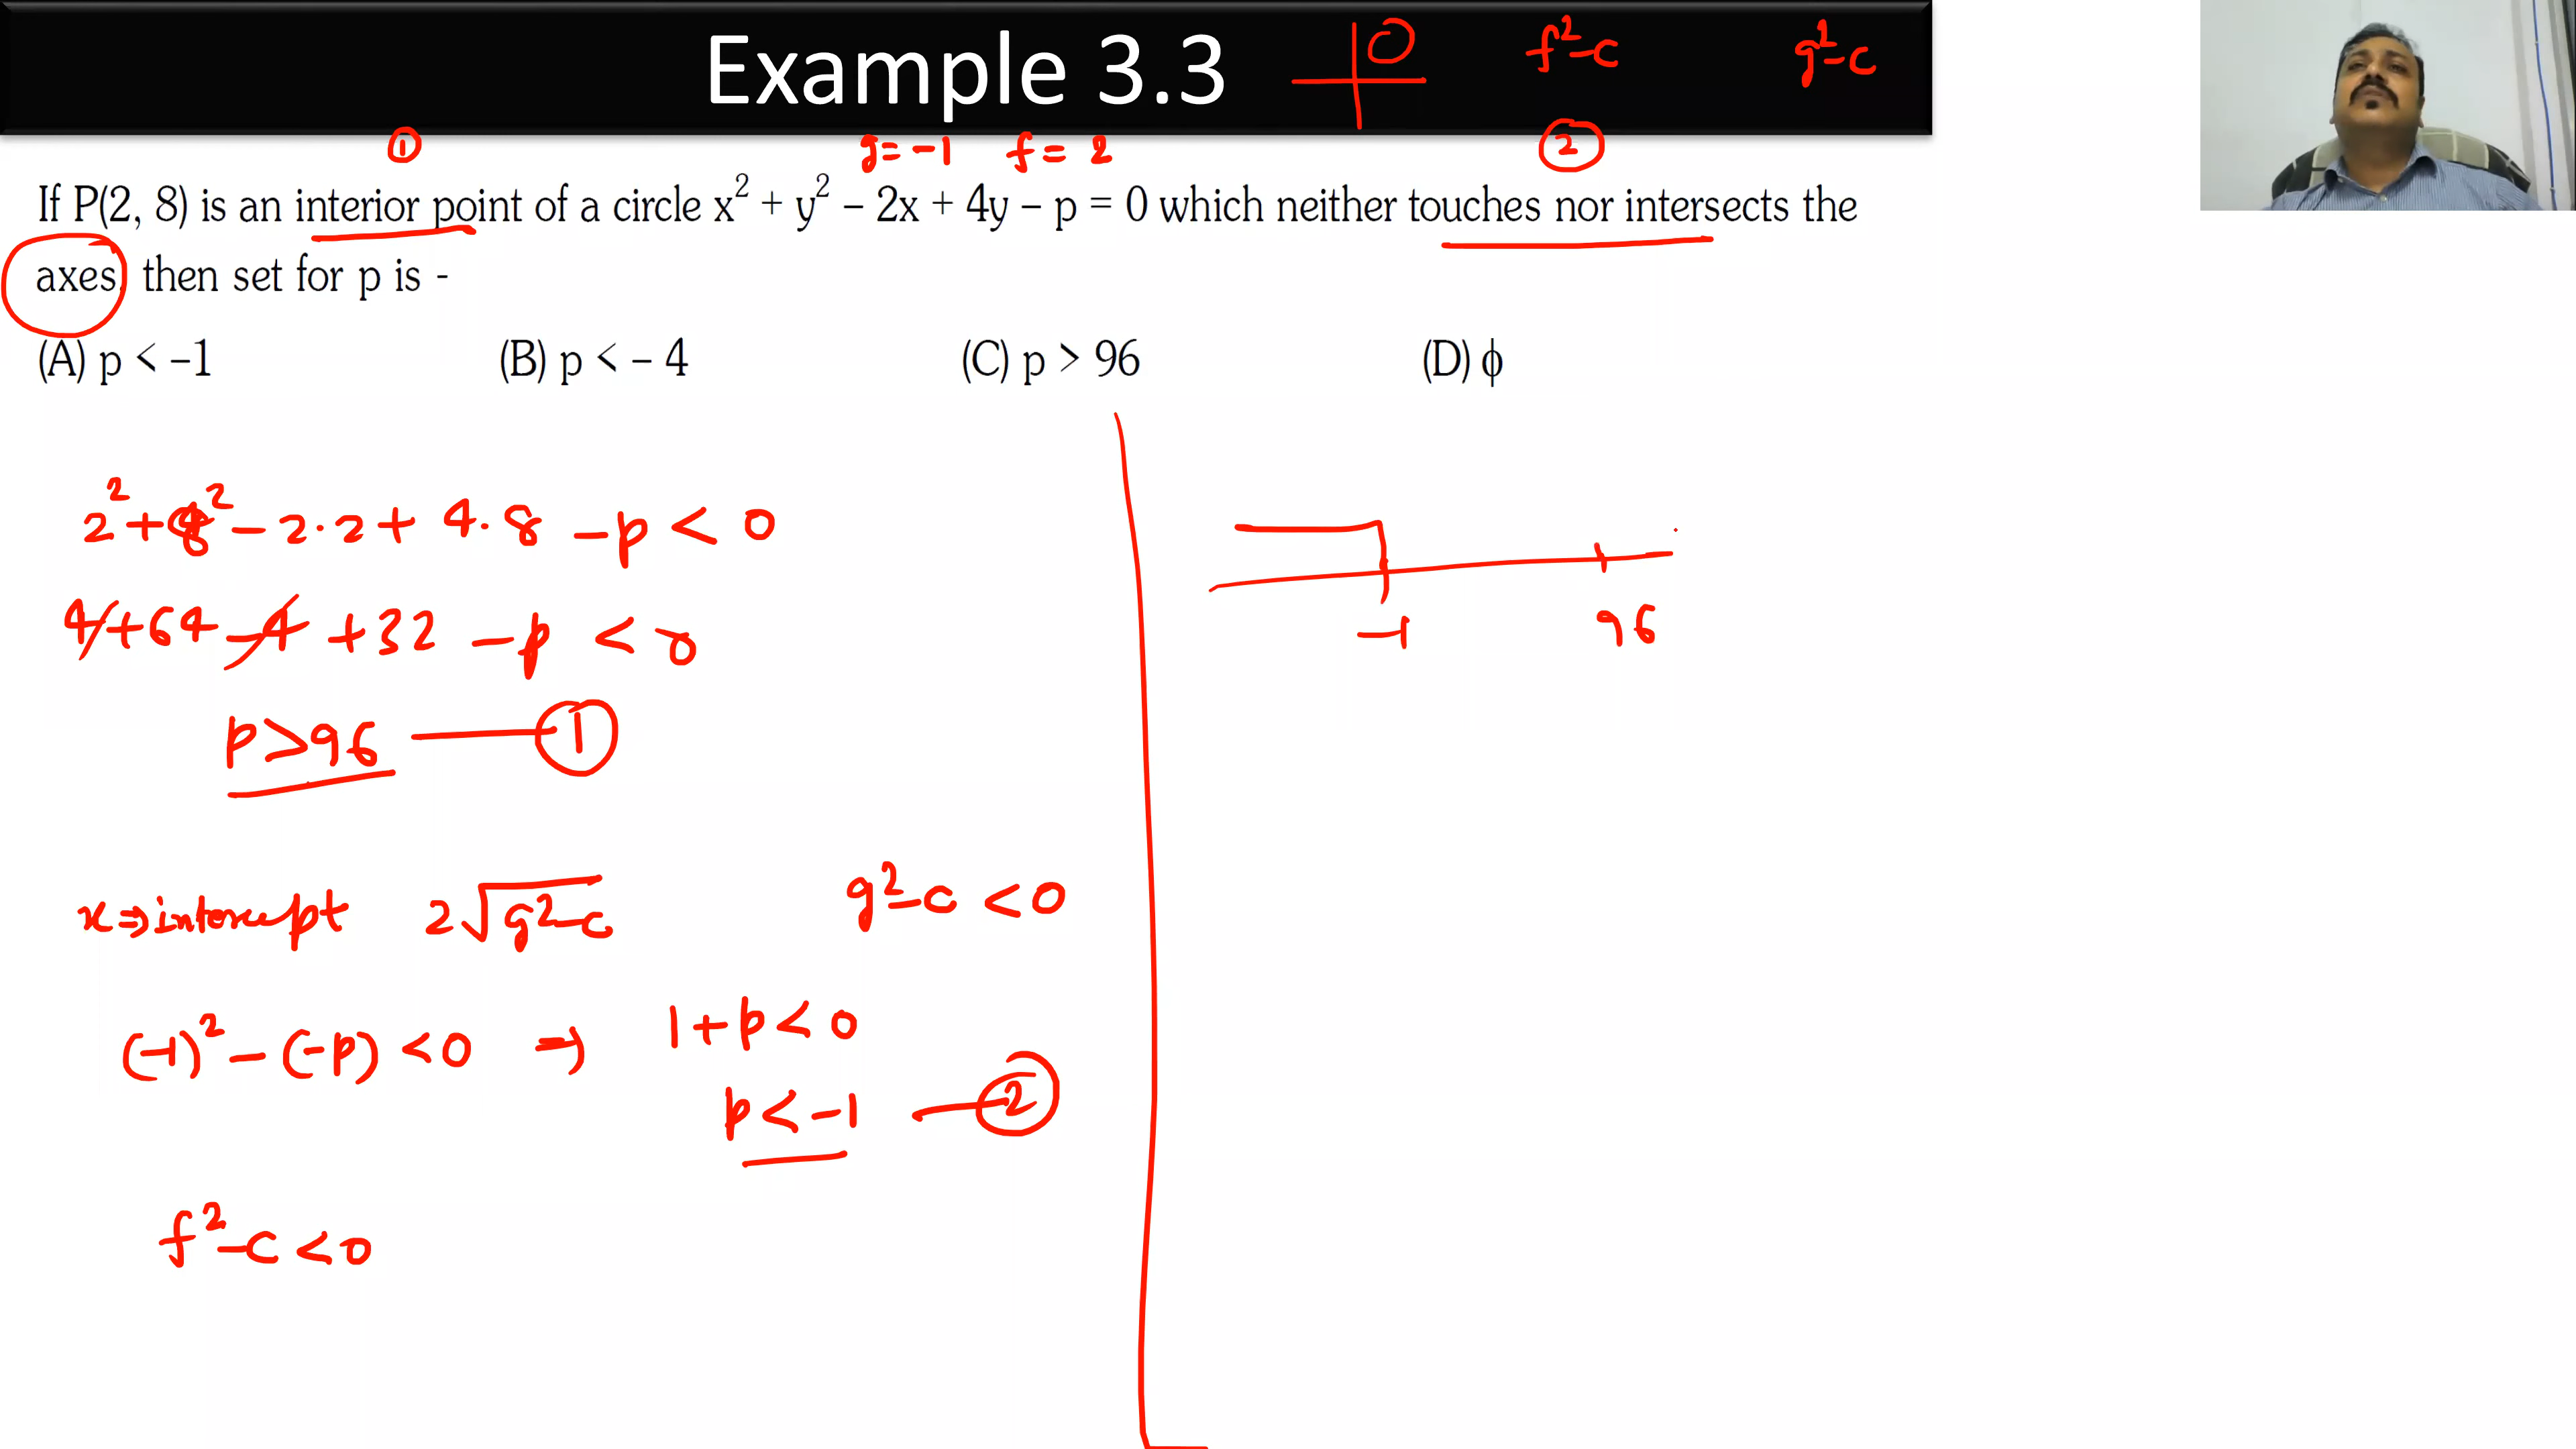 Example 3.3
O f²-c g²-c
① g = -1 f = 2 ②
If P(2, 8) is an interior point of a circle x² + y² – 2x + 4y – p = 0 which neither touches nor intersects the
axes, then set for p is -
(A) p < –1 (B) p < – 4 (C) p > 96 (D) ϕ
2² + 8² - 2·2 + 4·8 - p < 0
4 + 64 - 4 + 32 - p < 0
p > 96 — ①
x ⇒ intercept 2√g²-c g²-c < 0
(-1)² - (-p) < 0 ⇒ 1 + p < 0
p < -1 — ②
f²-c < 0
-1 96